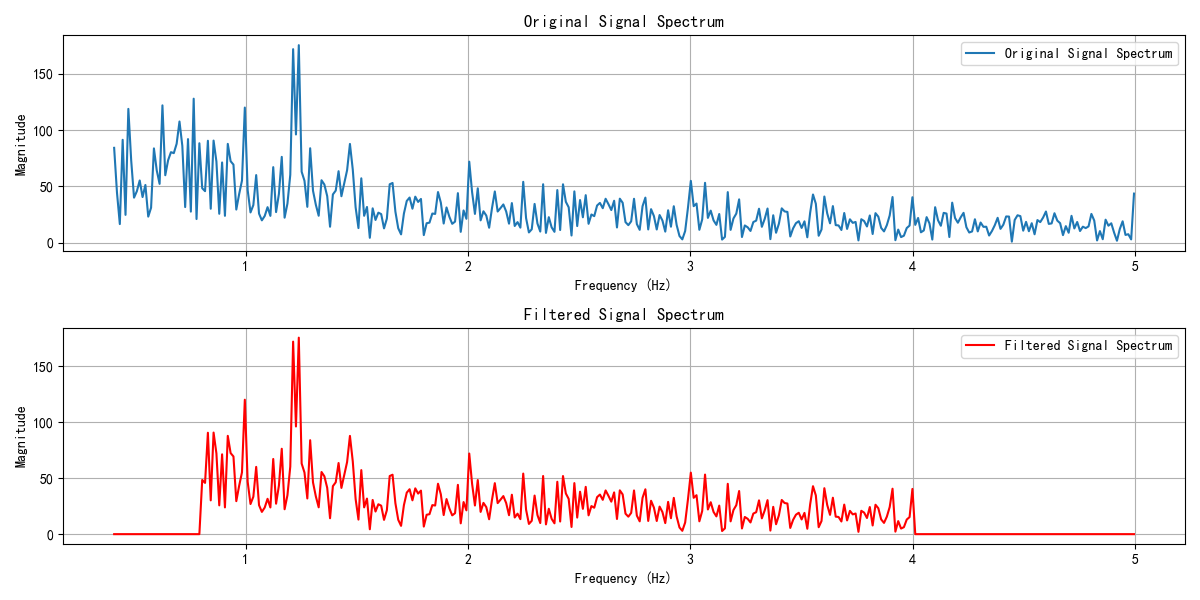 Original Signal Spectrum
Original Signal Spectrum
Magnitude
150
100
50
0
1
2
3
4
5
Frequency (Hz)
Filtered Signal Spectrum
Filtered Signal Spectrum
Magnitude
150
100
50
0
1
2
3
4
5
Frequency (Hz)